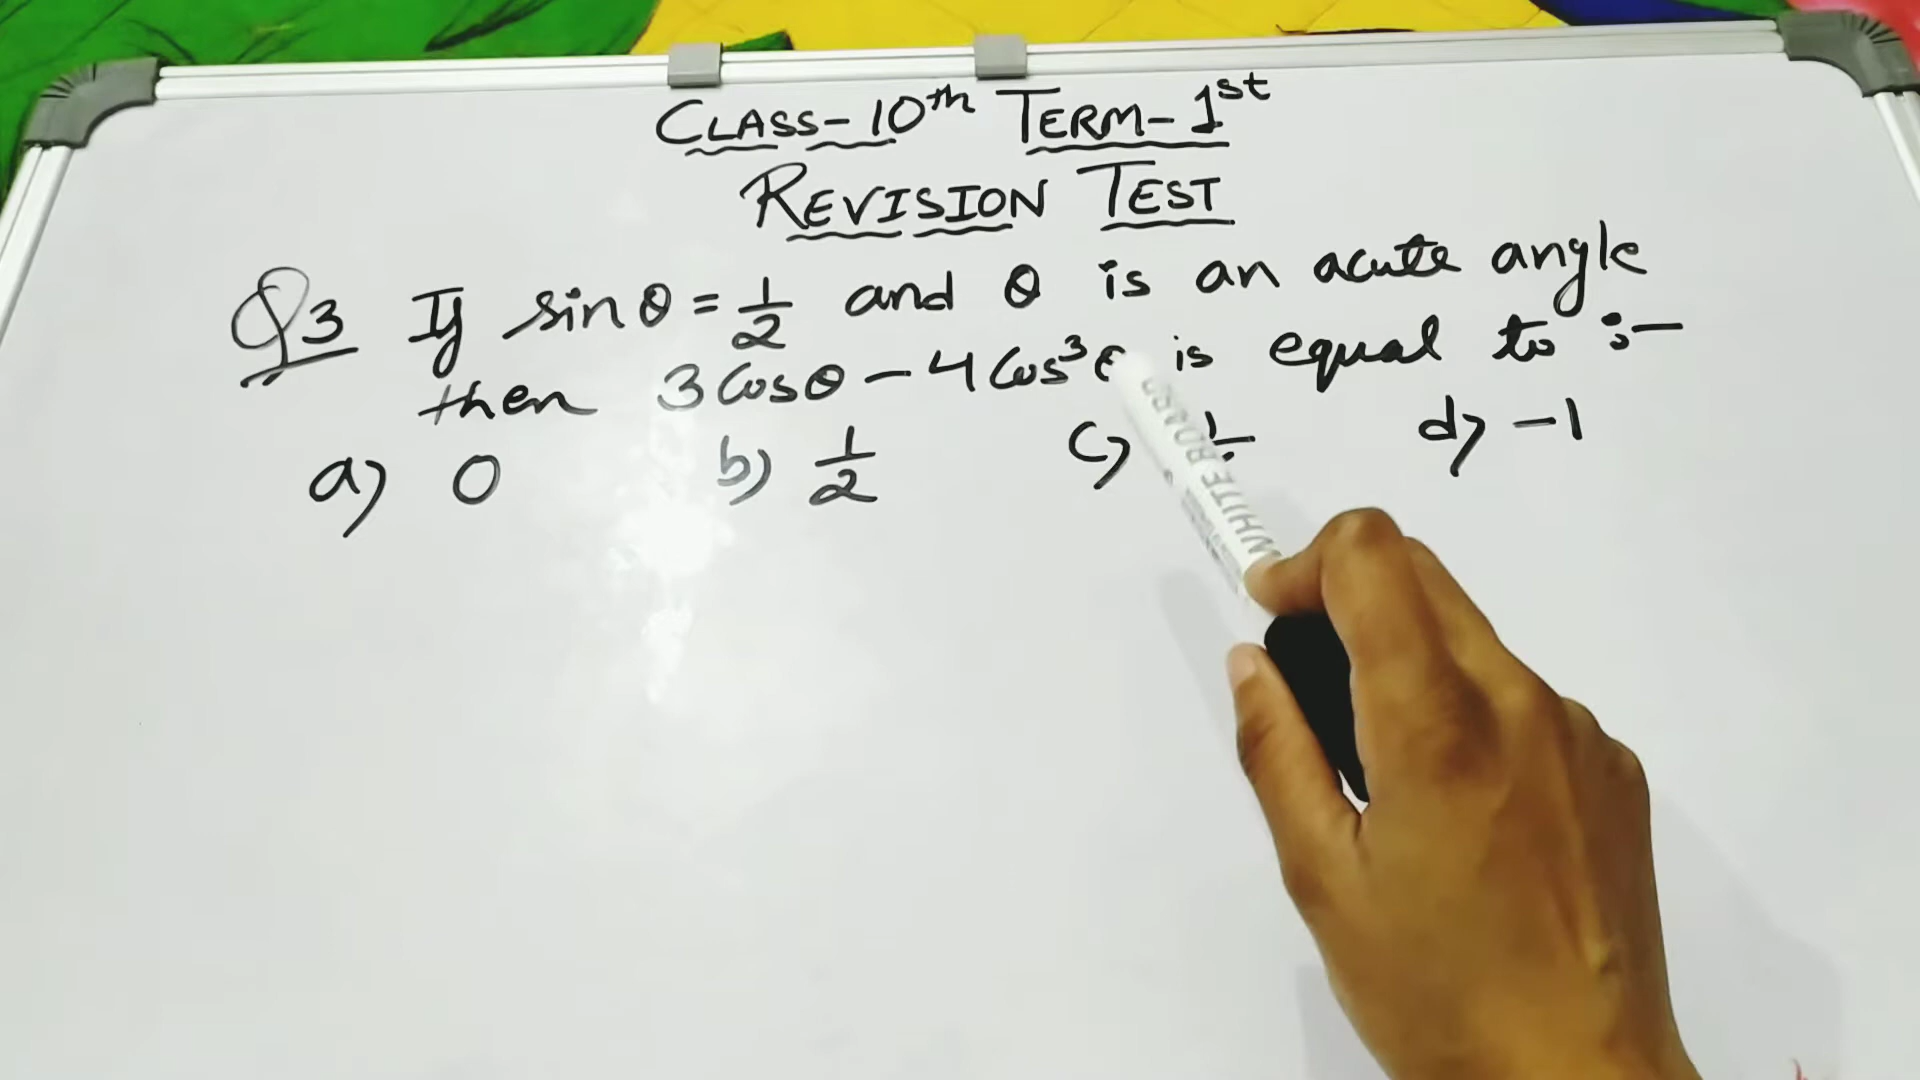 CLASS-10th TERM-1st
REVISION TEST
Q3 If sinθ = 1/2 and θ is an acute angle
then 3cosθ - 4cos³θ is equal to :-
a) 0 b) 1/2 c) d) -1
WHITE BOARD